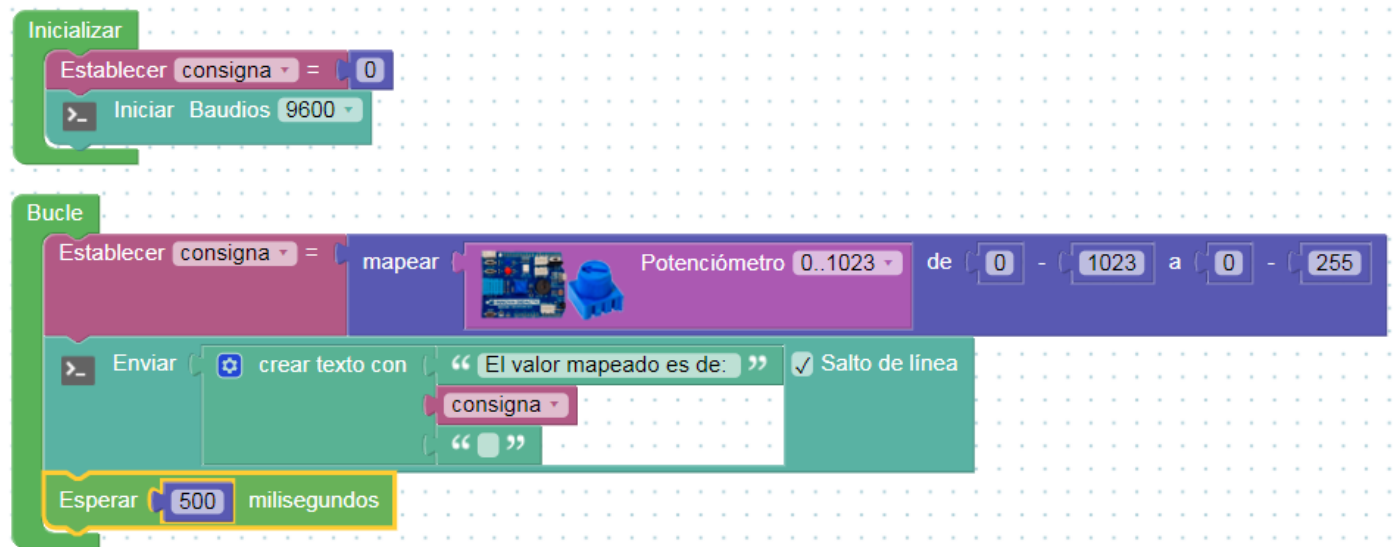 Inicializar
Establecer consigna = 0
>_ Iniciar Baudios 9600
Bucle
Establecer consigna = mapear Potenciómetro 0..1023 de 0 - 1023 a 0 - 255
>_ Enviar crear texto con “ El valor mapeado es de: ” Salto de línea
consigna
“ ”
Esperar 500 milisegundos